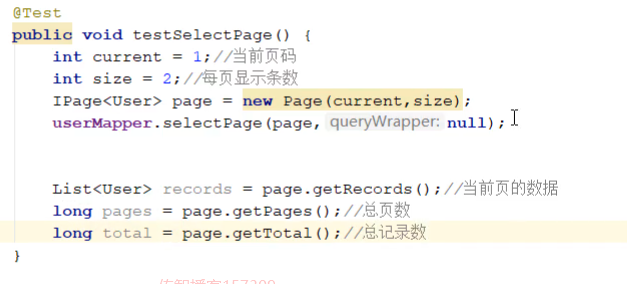 @Test
public void testSelectPage() {
int current = 1;//当前页码
int size = 2;//每页显示条数
IPage<User> page = new Page(current,size);
userMapper.selectPage(page, queryWrapper: null);
List<User> records = page.getRecords();//当前页的数据
long pages = page.getPages();//总页数
long total = page.getTotal();//总记录数
}